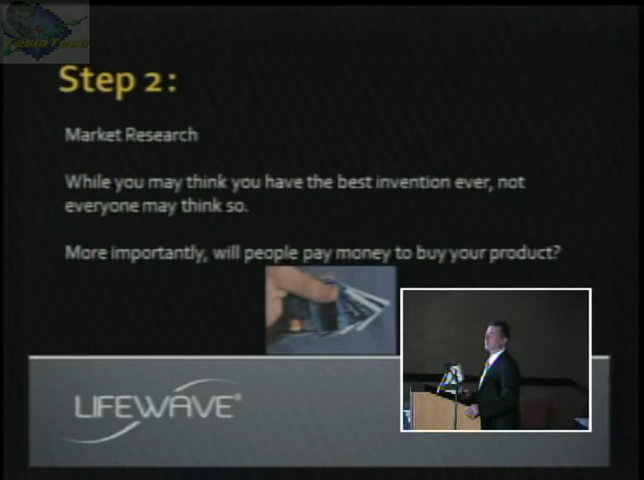 Step 2:
Market Research
While you may think you have the best invention ever, not
everyone may think so.
More importantly, will people pay money to buy your product?
LIFEWAVE®